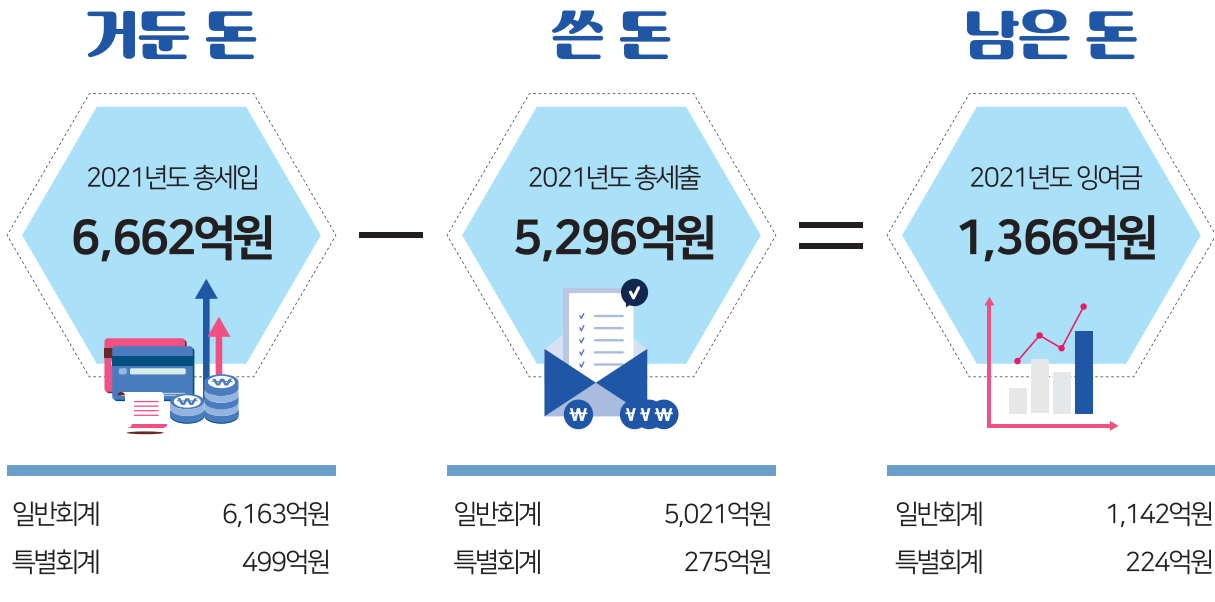 거둔 돈
2021년도 총세입
6,662억원
일반회계 6,163억원
특별회계 499억원
쓴 돈
2021년도 총세출
5,296억원
일반회계 5,021억원
특별회계 275억원
남은 돈
2021년도 잉여금
1,366억원
일반회계 1,142억원
특별회계 224억원